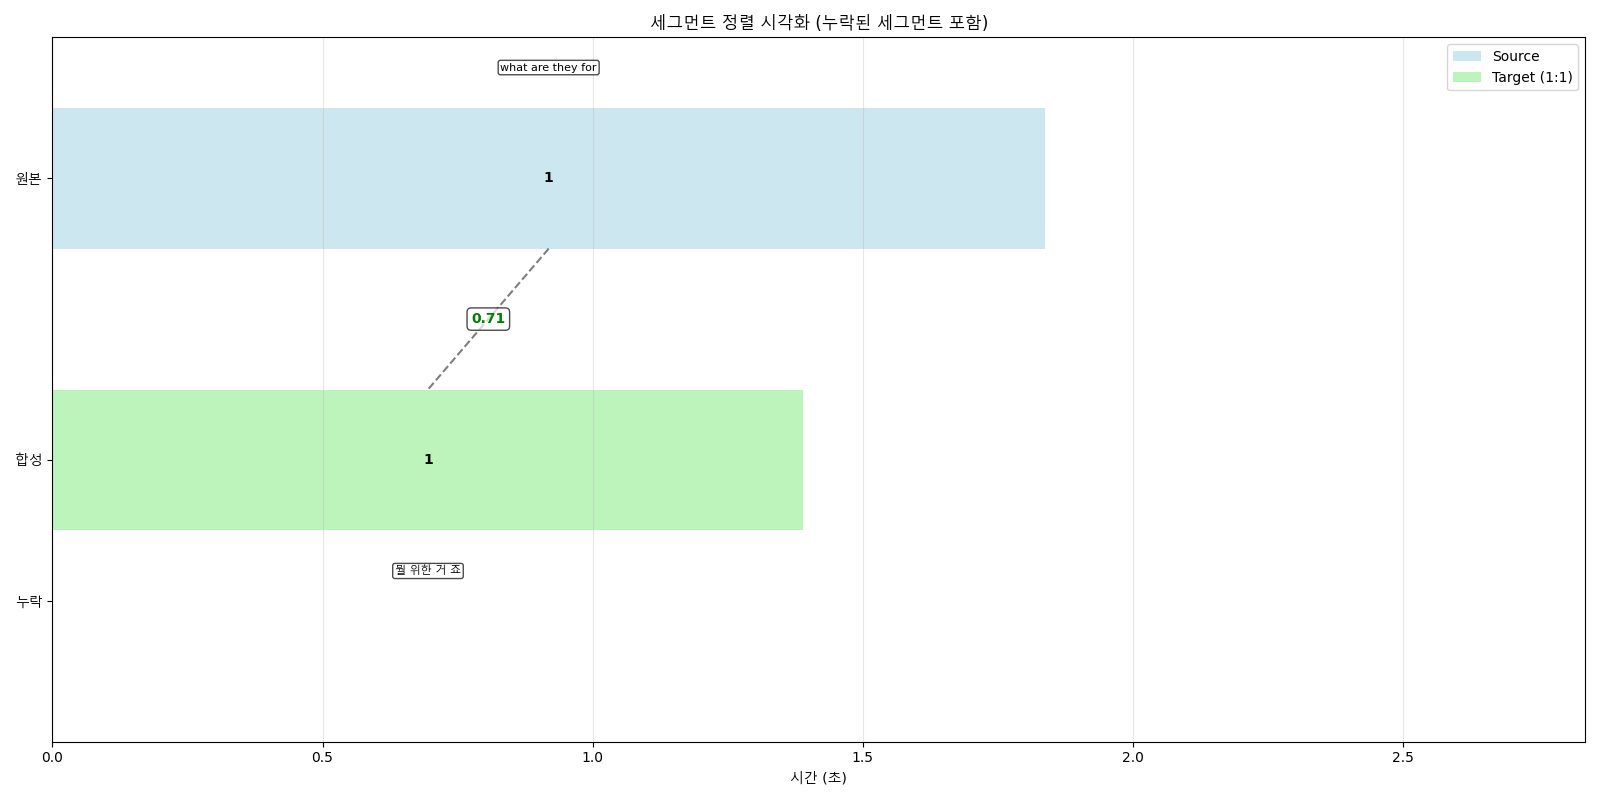 세그먼트 정렬 시각화 (누락된 세그먼트 포함)
what are they for
Source
Target (1:1)
원본
1
0.71
합성
1
뭘 위한 거 죠
누락
0.0 0.5 1.0 1.5 2.0 2.5
시간 (초)